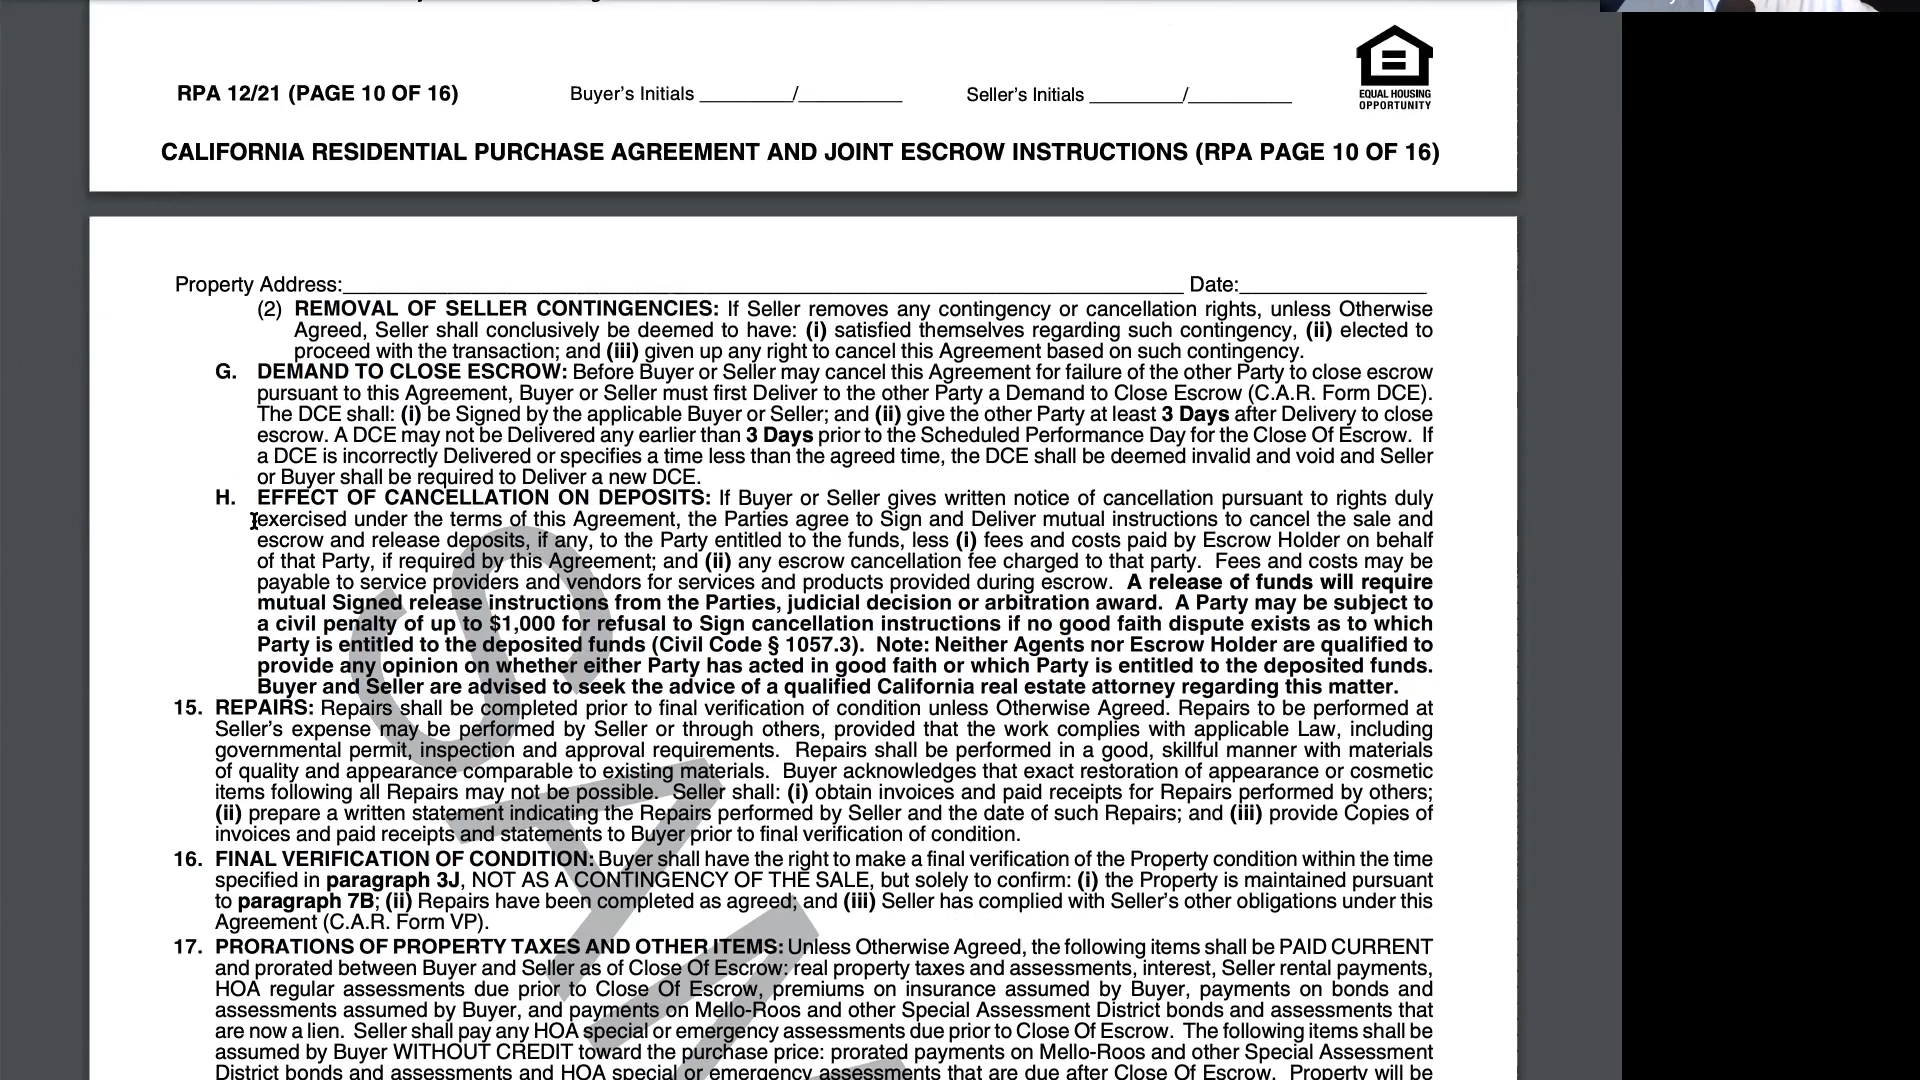 EQUAL HOUSING
OPPORTUNITY
RPA 12/21 (PAGE 10 OF 16) Buyer's Initials _________/__________ Seller's Initials _________/__________
CALIFORNIA RESIDENTIAL PURCHASE AGREEMENT AND JOINT ESCROW INSTRUCTIONS (RPA PAGE 10 OF 16)
Property Address:______________________________ Date:________________
(2) REMOVAL OF SELLER CONTINGENCIES: If Seller removes any contingency or cancellation rights, unless Otherwise
Agreed, Seller shall conclusively be deemed to have: (i) satisfied themselves regarding such contingency, (ii) elected to
proceed with the transaction; and (iii) given up any right to cancel this Agreement based on such contingency.
G. DEMAND TO CLOSE ESCROW: Before Buyer or Seller may cancel this Agreement for failure of the other Party to close escrow
pursuant to this Agreement, Buyer or Seller must first Deliver to the other Party a Demand to Close Escrow (C.A.R. Form DCE).
The DCE shall: (i) be Signed by the applicable Buyer or Seller; and (ii) give the other Party at least 3 Days after Delivery to close
escrow. A DCE may not be Delivered any earlier than 3 Days prior to the Scheduled Performance Day for the Close Of Escrow. If
a DCE is incorrectly Delivered or specifies a time less than the agreed time, the DCE shall be deemed invalid and void and Seller
or Buyer shall be required to Deliver a new DCE.
H. EFFECT OF CANCELLATION ON DEPOSITS: If Buyer or Seller gives written notice of cancellation pursuant to rights duly
exercised under the terms of this Agreement, the Parties agree to Sign and Deliver mutual instructions to cancel the sale and
escrow and release deposits, if any, to the Party entitled to the funds, less (i) fees and costs paid by Escrow Holder on behalf
of that Party, if required by this Agreement; and (ii) any escrow cancellation fee charged to that party. Fees and costs may be
payable to service providers and vendors for services and products provided during escrow. A release of funds will require
mutual Signed release instructions from the Parties, judicial decision or arbitration award. A Party may be subject to
a civil penalty of up to $1,000 for refusal to Sign cancellation instructions if no good faith dispute exists as to which
Party is entitled to the deposited funds (Civil Code § 1057.3). Note: Neither Agents nor Escrow Holder are qualified to
provide any opinion on whether either Party has acted in good faith or which Party is entitled to the deposited funds.
Buyer and Seller are advised to seek the advice of a qualified California real estate attorney regarding this matter.
15. REPAIRS: Repairs shall be completed prior to final verification of condition unless Otherwise Agreed. Repairs to be performed at
Seller's expense may be performed by Seller or through others, provided that the work complies with applicable Law, including
governmental permit, inspection and approval requirements. Repairs shall be performed in a good, skillful manner with materials
of quality and appearance comparable to existing materials. Buyer acknowledges that exact restoration of appearance or cosmetic
items following all Repairs may not be possible. Seller shall: (i) obtain invoices and paid receipts for Repairs performed by others;
(ii) prepare a written statement indicating the Repairs performed by Seller and the date of such Repairs; and (iii) provide Copies of
invoices and paid receipts and statements to Buyer prior to final verification of condition.
16. FINAL VERIFICATION OF CONDITION: Buyer shall have the right to make a final verification of the Property condition within the time
specified in paragraph 3J, NOT AS A CONTINGENCY OF THE SALE, but solely to confirm: (i) the Property is maintained pursuant
to paragraph 7B; (ii) Repairs have been completed as agreed; and (iii) Seller has complied with Seller's other obligations under this
Agreement (C.A.R. Form VP).
17. PRORATIONS OF PROPERTY TAXES AND OTHER ITEMS: Unless Otherwise Agreed, the following items shall be PAID CURRENT
and prorated between Buyer and Seller as of Close Of Escrow: real property taxes and assessments, interest, Seller rental payments,
HOA regular assessments due prior to Close Of Escrow, premiums on insurance assumed by Buyer, payments on bonds and
assessments assumed by Buyer, and payments on Mello-Roos and other Special Assessment District bonds and assessments that
are now a lien. Seller shall pay any HOA special or emergency assessments due prior to Close Of Escrow. The following items shall be
assumed by Buyer WITHOUT CREDIT toward the purchase price: prorated payments on Mello-Roos and other Special Assessment
District bonds and assessments and HOA special or emergency assessments that are due after Close Of Escrow. Property will be